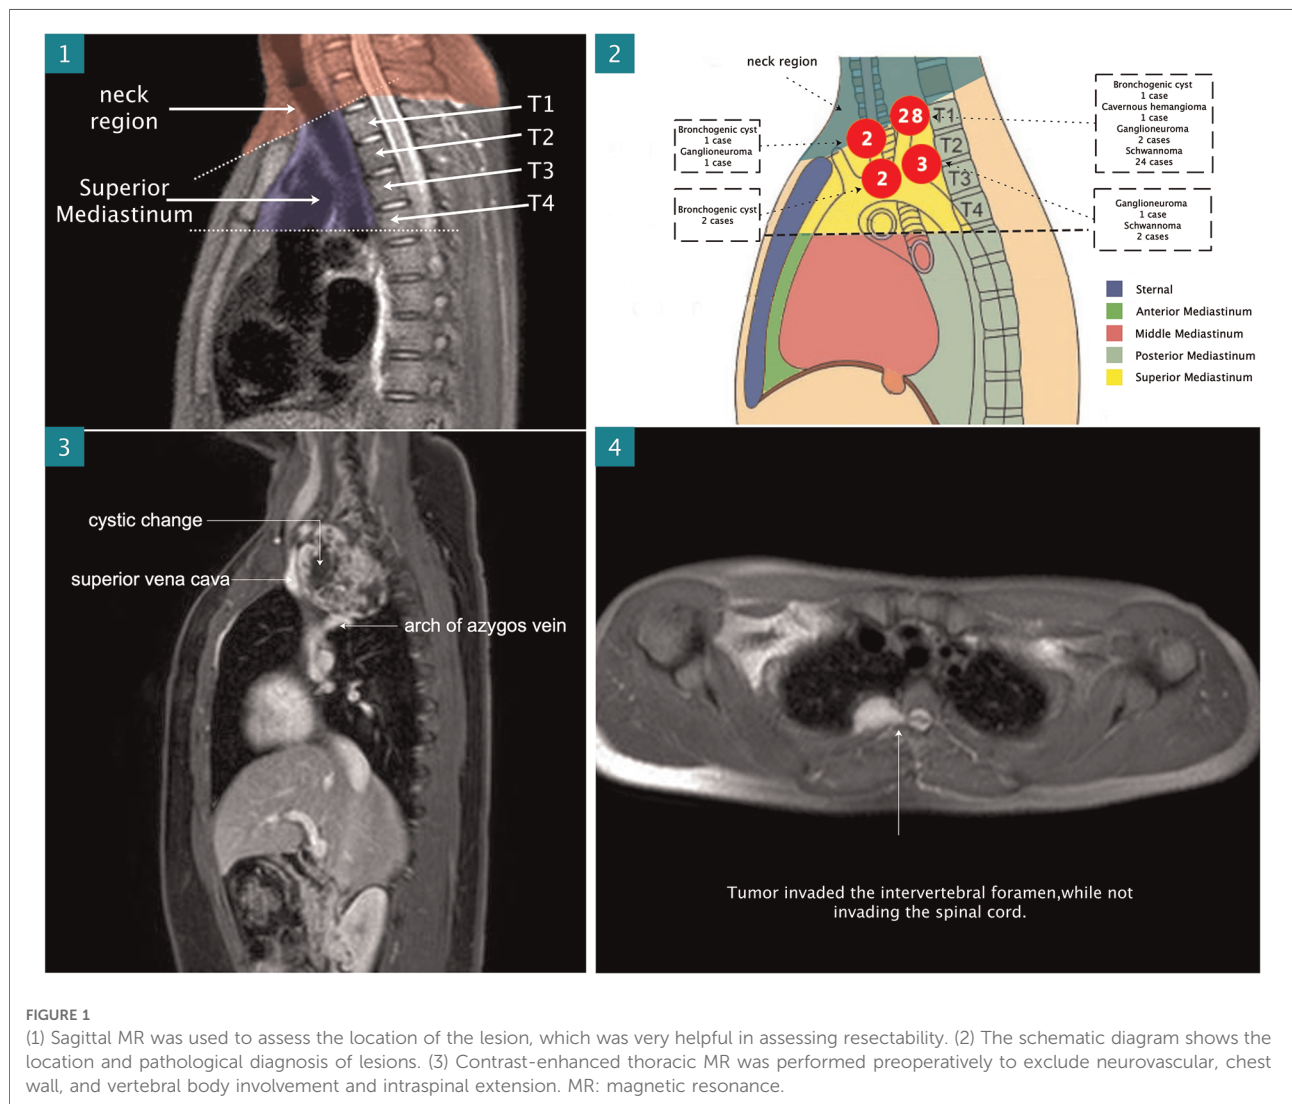 1
neck
region
Superior
Mediastinum
T1
T2
T3
T4
2
neck region
Bronchogenic cyst
1 case
Ganglioneuroma
1 case
Bronchogenic cyst
2 cases
28
2
3
2
T1
T2
T3
T4
Bronchogenic cyst
1 case
Cavernous hemangioma
1 case
Ganglioneuroma
2 cases
Schwannoma
24 cases
Ganglioneuroma
1 case
Schwannoma
2 cases
Sternal
Anterior Mediastinum
Middle Mediastinum
Posterior Mediastinum
Superior Mediastinum
3
cystic change
superior vena cava
arch of azygos vein
4
Tumor invaded the intervertebral foramen,while not
invading the spinal cord.
FIGURE 1
(1) Sagittal MR was used to assess the location of the lesion, which was very helpful in assessing resectability. (2) The schematic diagram shows the
location and pathological diagnosis of lesions. (3) Contrast-enhanced thoracic MR was performed preoperatively to exclude neurovascular, chest
wall, and vertebral body involvement and intraspinal extension. MR: magnetic resonance.